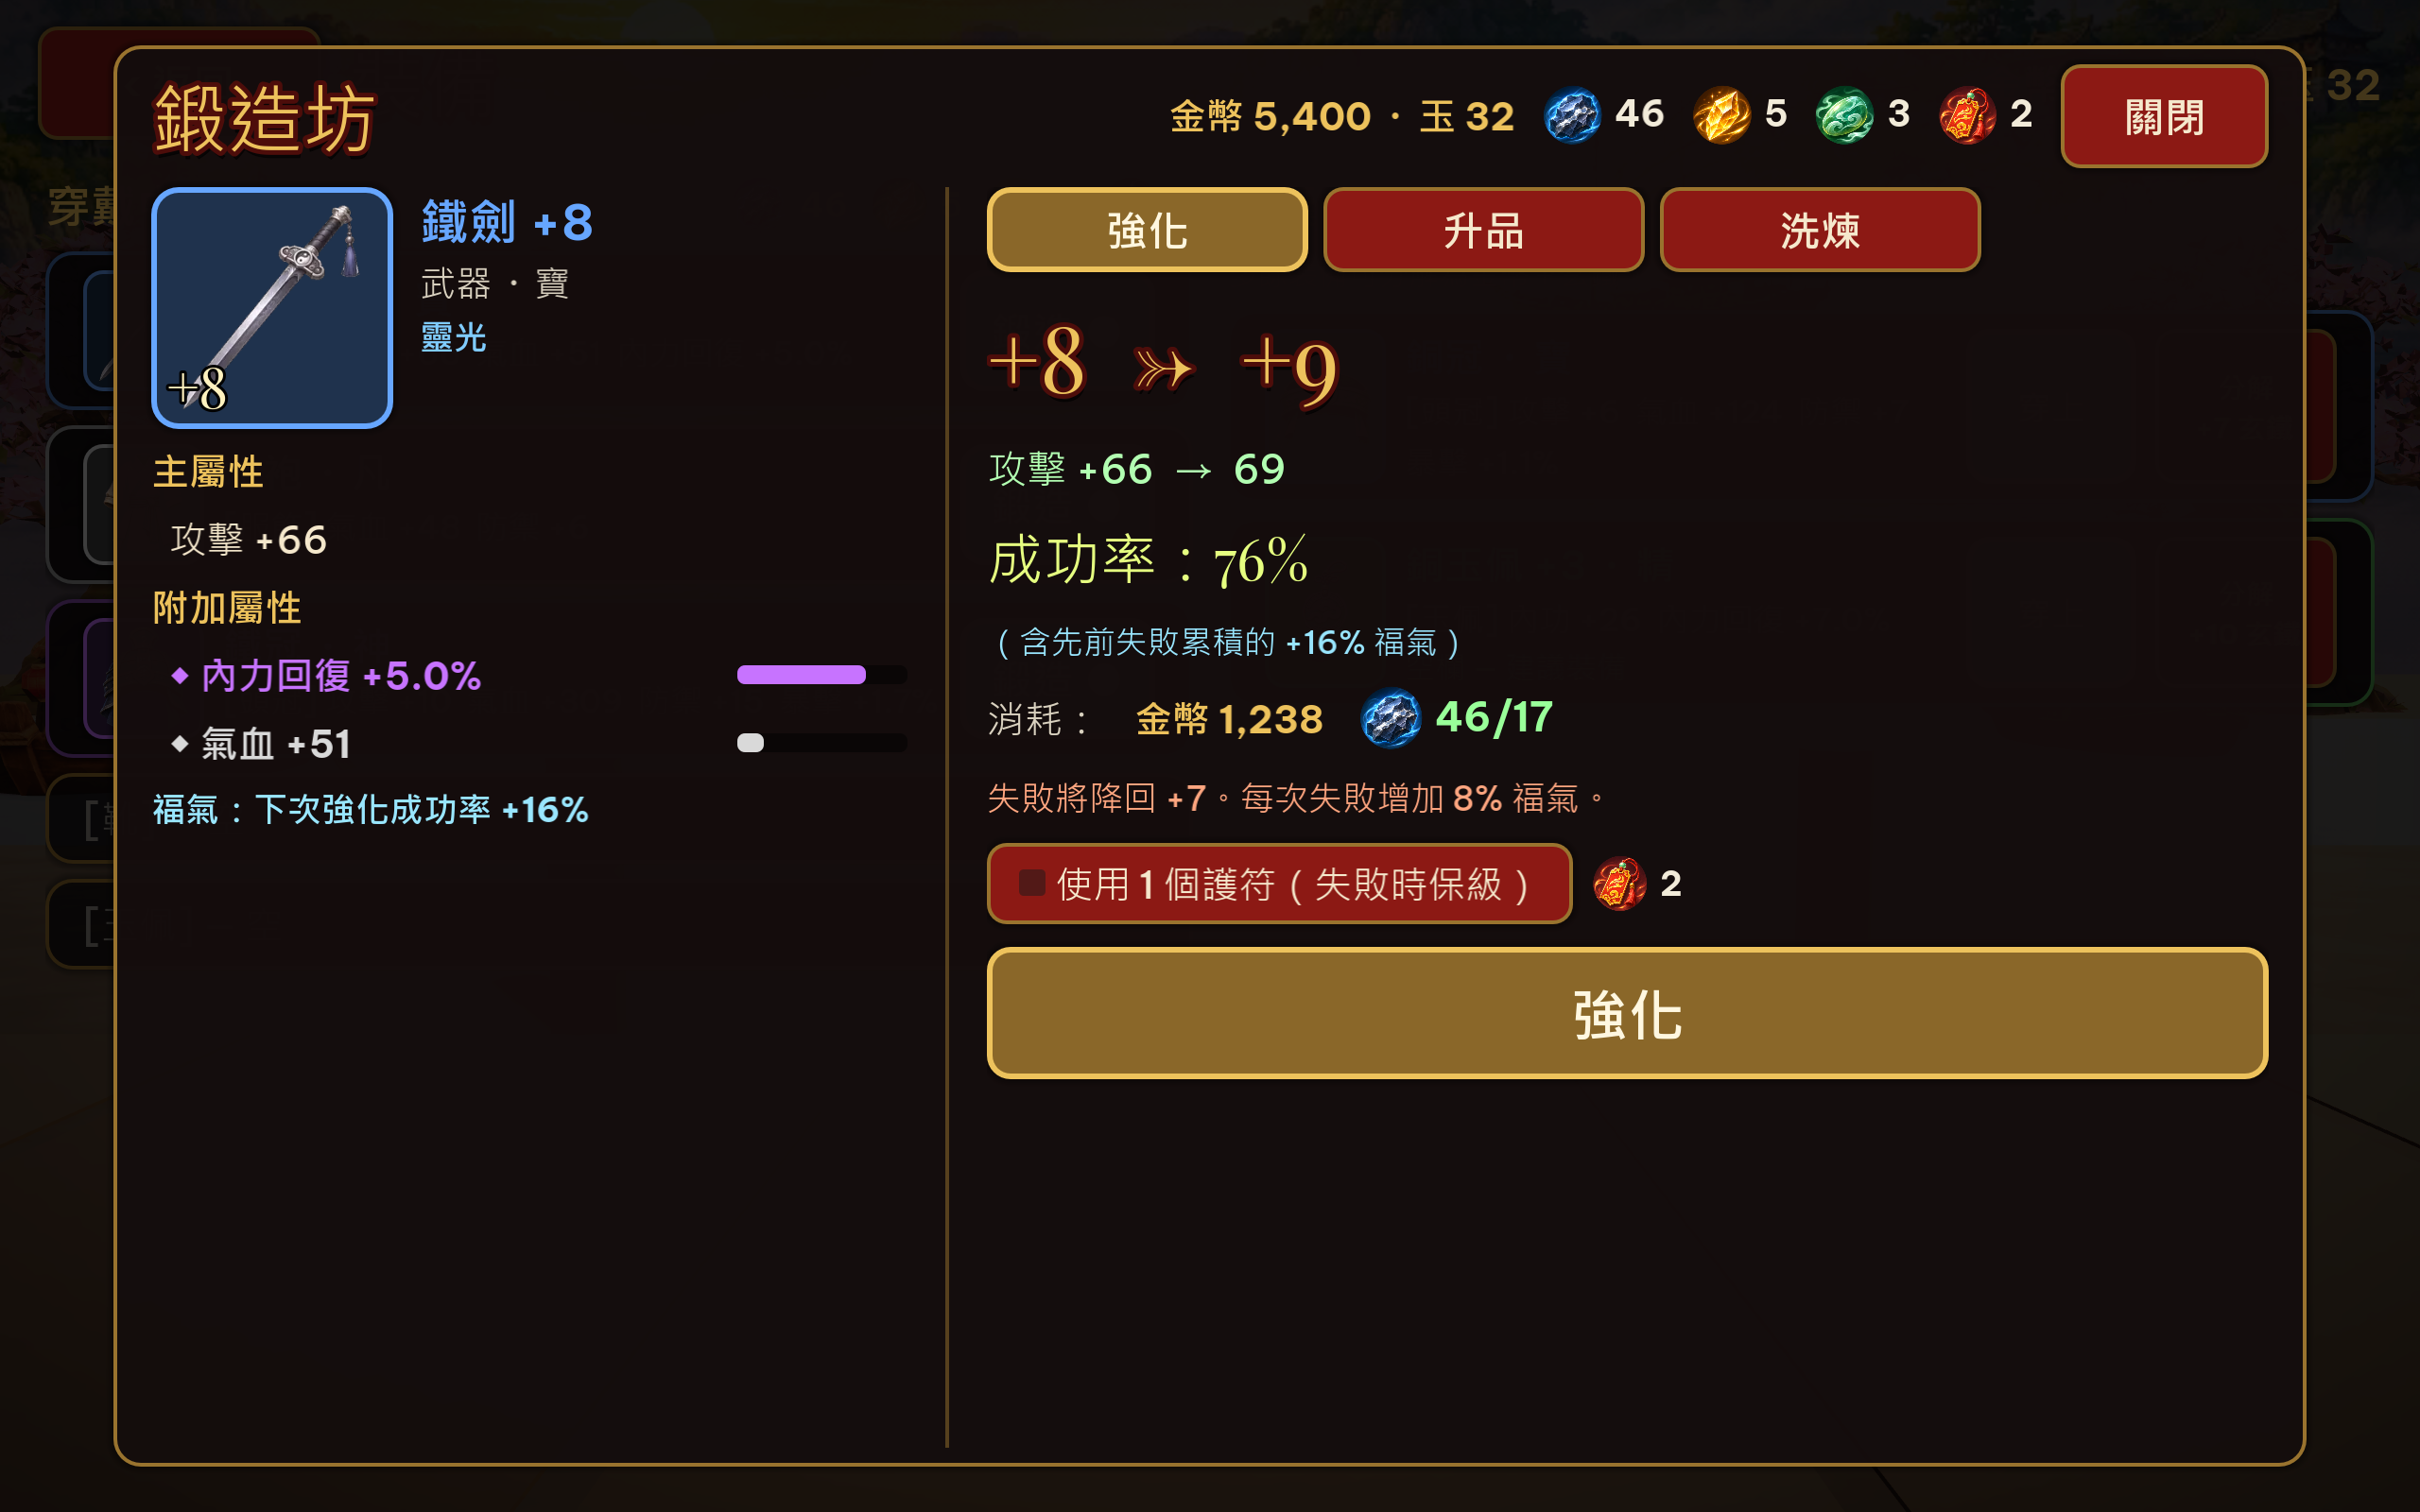 鍛造坊
金幣 5,400 · 玉 32
46
5
3
2
關閉
32
鐵劍 +8
武器 · 寶
靈光
+8
主屬性
攻擊 +66
附加屬性
◆ 內力回復 +5.0%
◆ 氣血 +51
福氣：下次強化成功率 +16%
強化
升品
洗煉
+8 ➳ +9
攻擊 +66 → 69
成功率：76%
（含先前失敗累積的 +16% 福氣）
消耗： 金幣 1,238 46/17
失敗將降回 +7。每次失敗增加 8% 福氣。
使用 1 個護符（失敗時保級）
2
強化